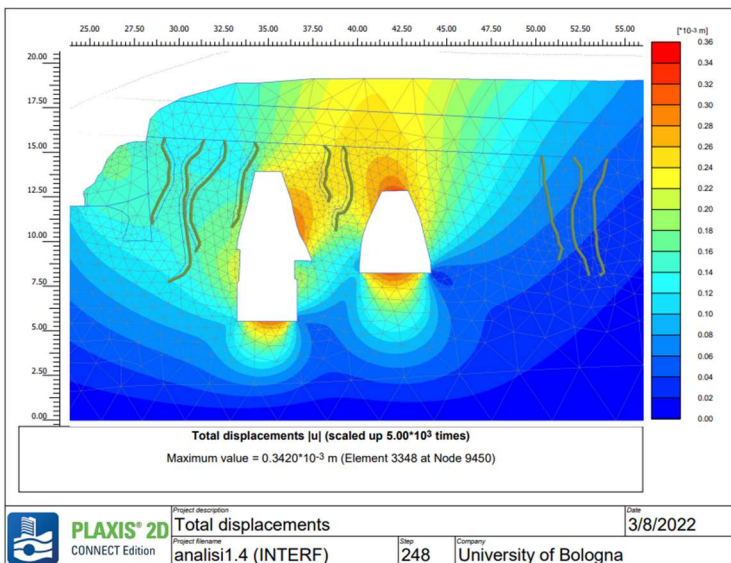 25.00 27.50 30.00 32.50 35.00 37.50 40.00 42.50 45.00 47.50 50.00 52.50 55.00
[*10-3 m]
20.00
17.50
15.00
12.50
10.00
7.50
5.00
2.50
0.00
0.36
0.34
0.32
0.30
0.28
0.26
0.24
0.22
0.20
0.18
0.16
0.14
0.12
0.10
0.08
0.06
0.04
0.02
0.00
Total displacements |u| (scaled up 5.00*10³ times)
Maximum value = 0.3420*10-3 m (Element 3348 at Node 9450)
PLAXIS® 2D
CONNECT Edition
Project description
Total displacements
Date
3/8/2022
Project filename
analisi1.4 (INTERF)
Step
248
Company
University of Bologna